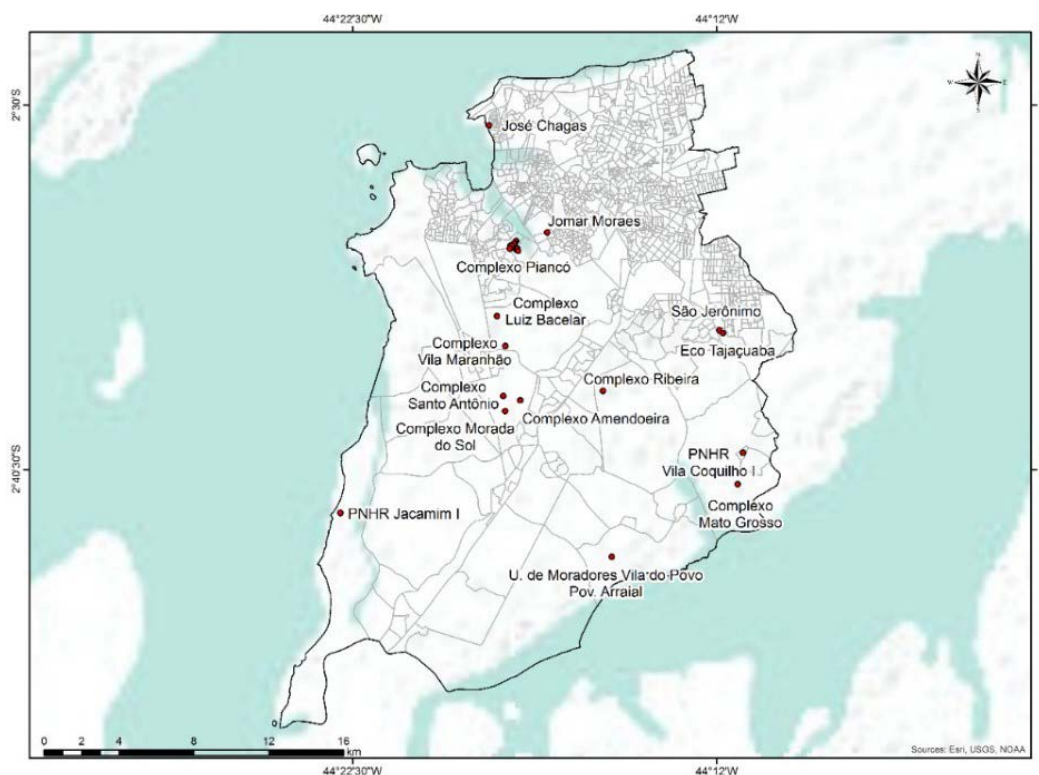 44°22'30"W
44°12'W
N
W
E
S
2°30'S
José Chagas
Jomar Moraes
Complexo Piancó
Complexo
Luiz Bacelar
São Jerônimo
Complexo
Vila Maranhão
Eco Tajaçuaba
Complexo Ribeira
Complexo
Santo Antônio
Complexo Amendoeira
Complexo Morada
do Sol
PNHR
Vila Coquilho I
2°40'30"S
Complexo
Mato Grosso
PNHR Jacamim I
U. de Moradores Vila do Povo
Pov. Arraial
0 2 4 8 12 16
km
Sources: Esri, USGS, NOAA
44°22'30"W
44°12'W